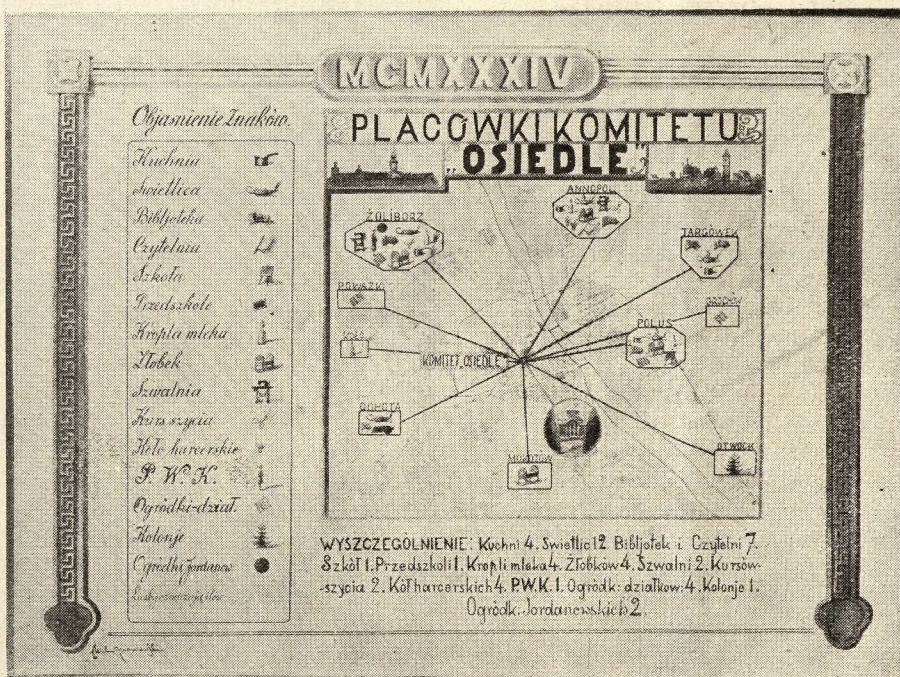 MCMXXXIV
Objaśnienie Znaków.
Kuchnia
Świetlica
Bibljoteka
Czytelnia
Szkoła
Przedszkole
Kropla mleka
Żłobek
Szwalnia
Kurs szycia
Koło harcerskie
P. W. K.
Ogródki-dział.
Kolonje
Ogródki Jordanow
PLACÓWKI KOMITETU
„OSIEDLE”
ANNOPOL
ŻOLIBORZ
TARGÓWEK
POWĄZKI
GROCHÓW
POLUS
KOMITET „OSIEDLE”
OCHOTA
MOKOTÓW
OTWOCK
WYSZCZEGÓLNIENIE: Kuchni 4. Świetlic 12. Bibljotek i Czytelni 7.
Szkół 1. Przedszkoli 1. Kropli mleka 4. Żłobków 4. Szwalni 2. Kursów-
-szycia 2. Kół harcerskich 4. P.W.K. 1. Ogródk: działkow: 4. Kolonje 1.
Ogródk: Jordanowskich 2.